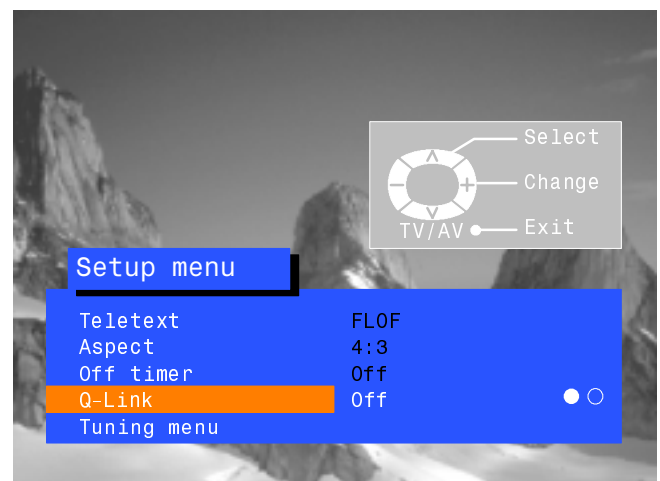 Select
Change
TV/AV Exit
Setup menu
Teletext FLOF
Aspect 4:3
Off timer Off
Q-Link Off
Tuning menu